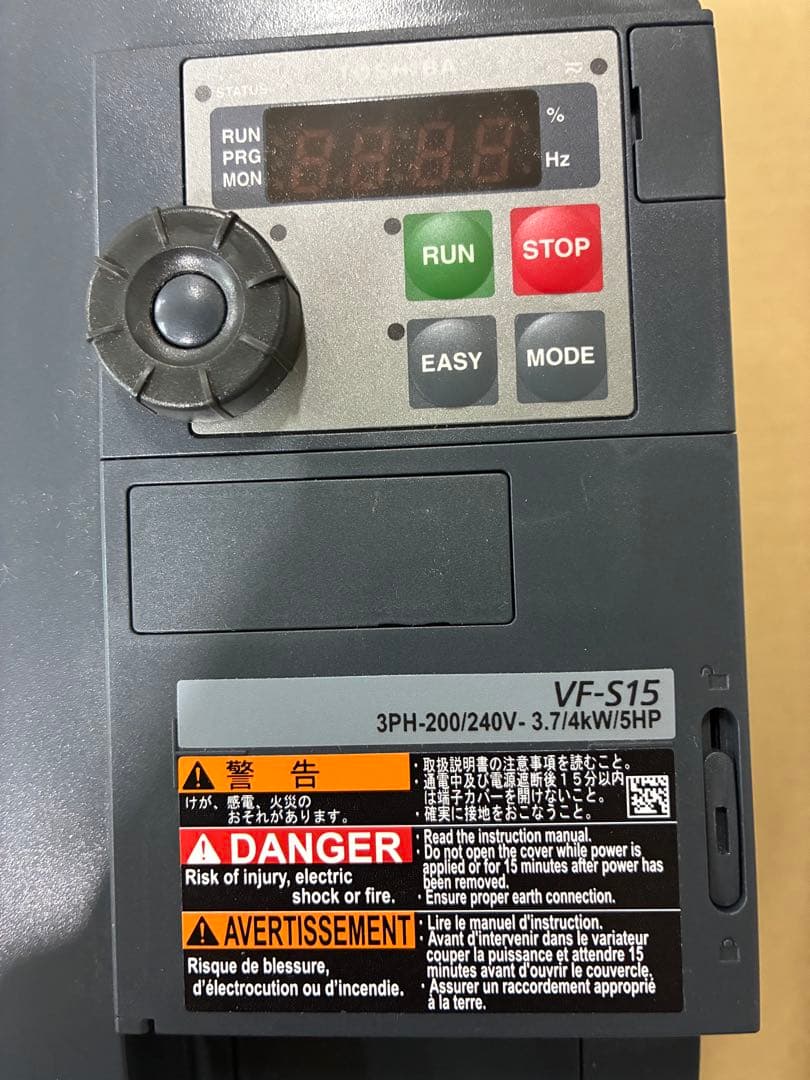 TOSHIBA
STATUS
RUN
PRG
MON
%
Hz
RUN
STOP
EASY
MODE
VF-S15
3PH-200/240V- 3.7/4kW/5HP
警 告
けが、感電、火災の
おそれがあります。
・取扱説明書の注意事項を読むこと。
・通電中及び電源遮断後15分以内
は端子カバーを開けないこと。
・確実に接地をおこなうこと。
DANGER
Risk of injury, electric
shock or fire.
・Read the instruction manual.
・Do not open the cover while power is
applied or for 15 minutes after power has
been removed.
・Ensure proper earth connection.
AVERTISSEMENT
Risque de blessure,
d'électrocution ou d'incendie.
・Lire le manuel d'instruction.
・Avant d'intervenir dans le variateur
couper la puissance et attendre 15
minutes avant d'ouvrir le couvercle.
・Assurer un raccordement approprié
à la terre.